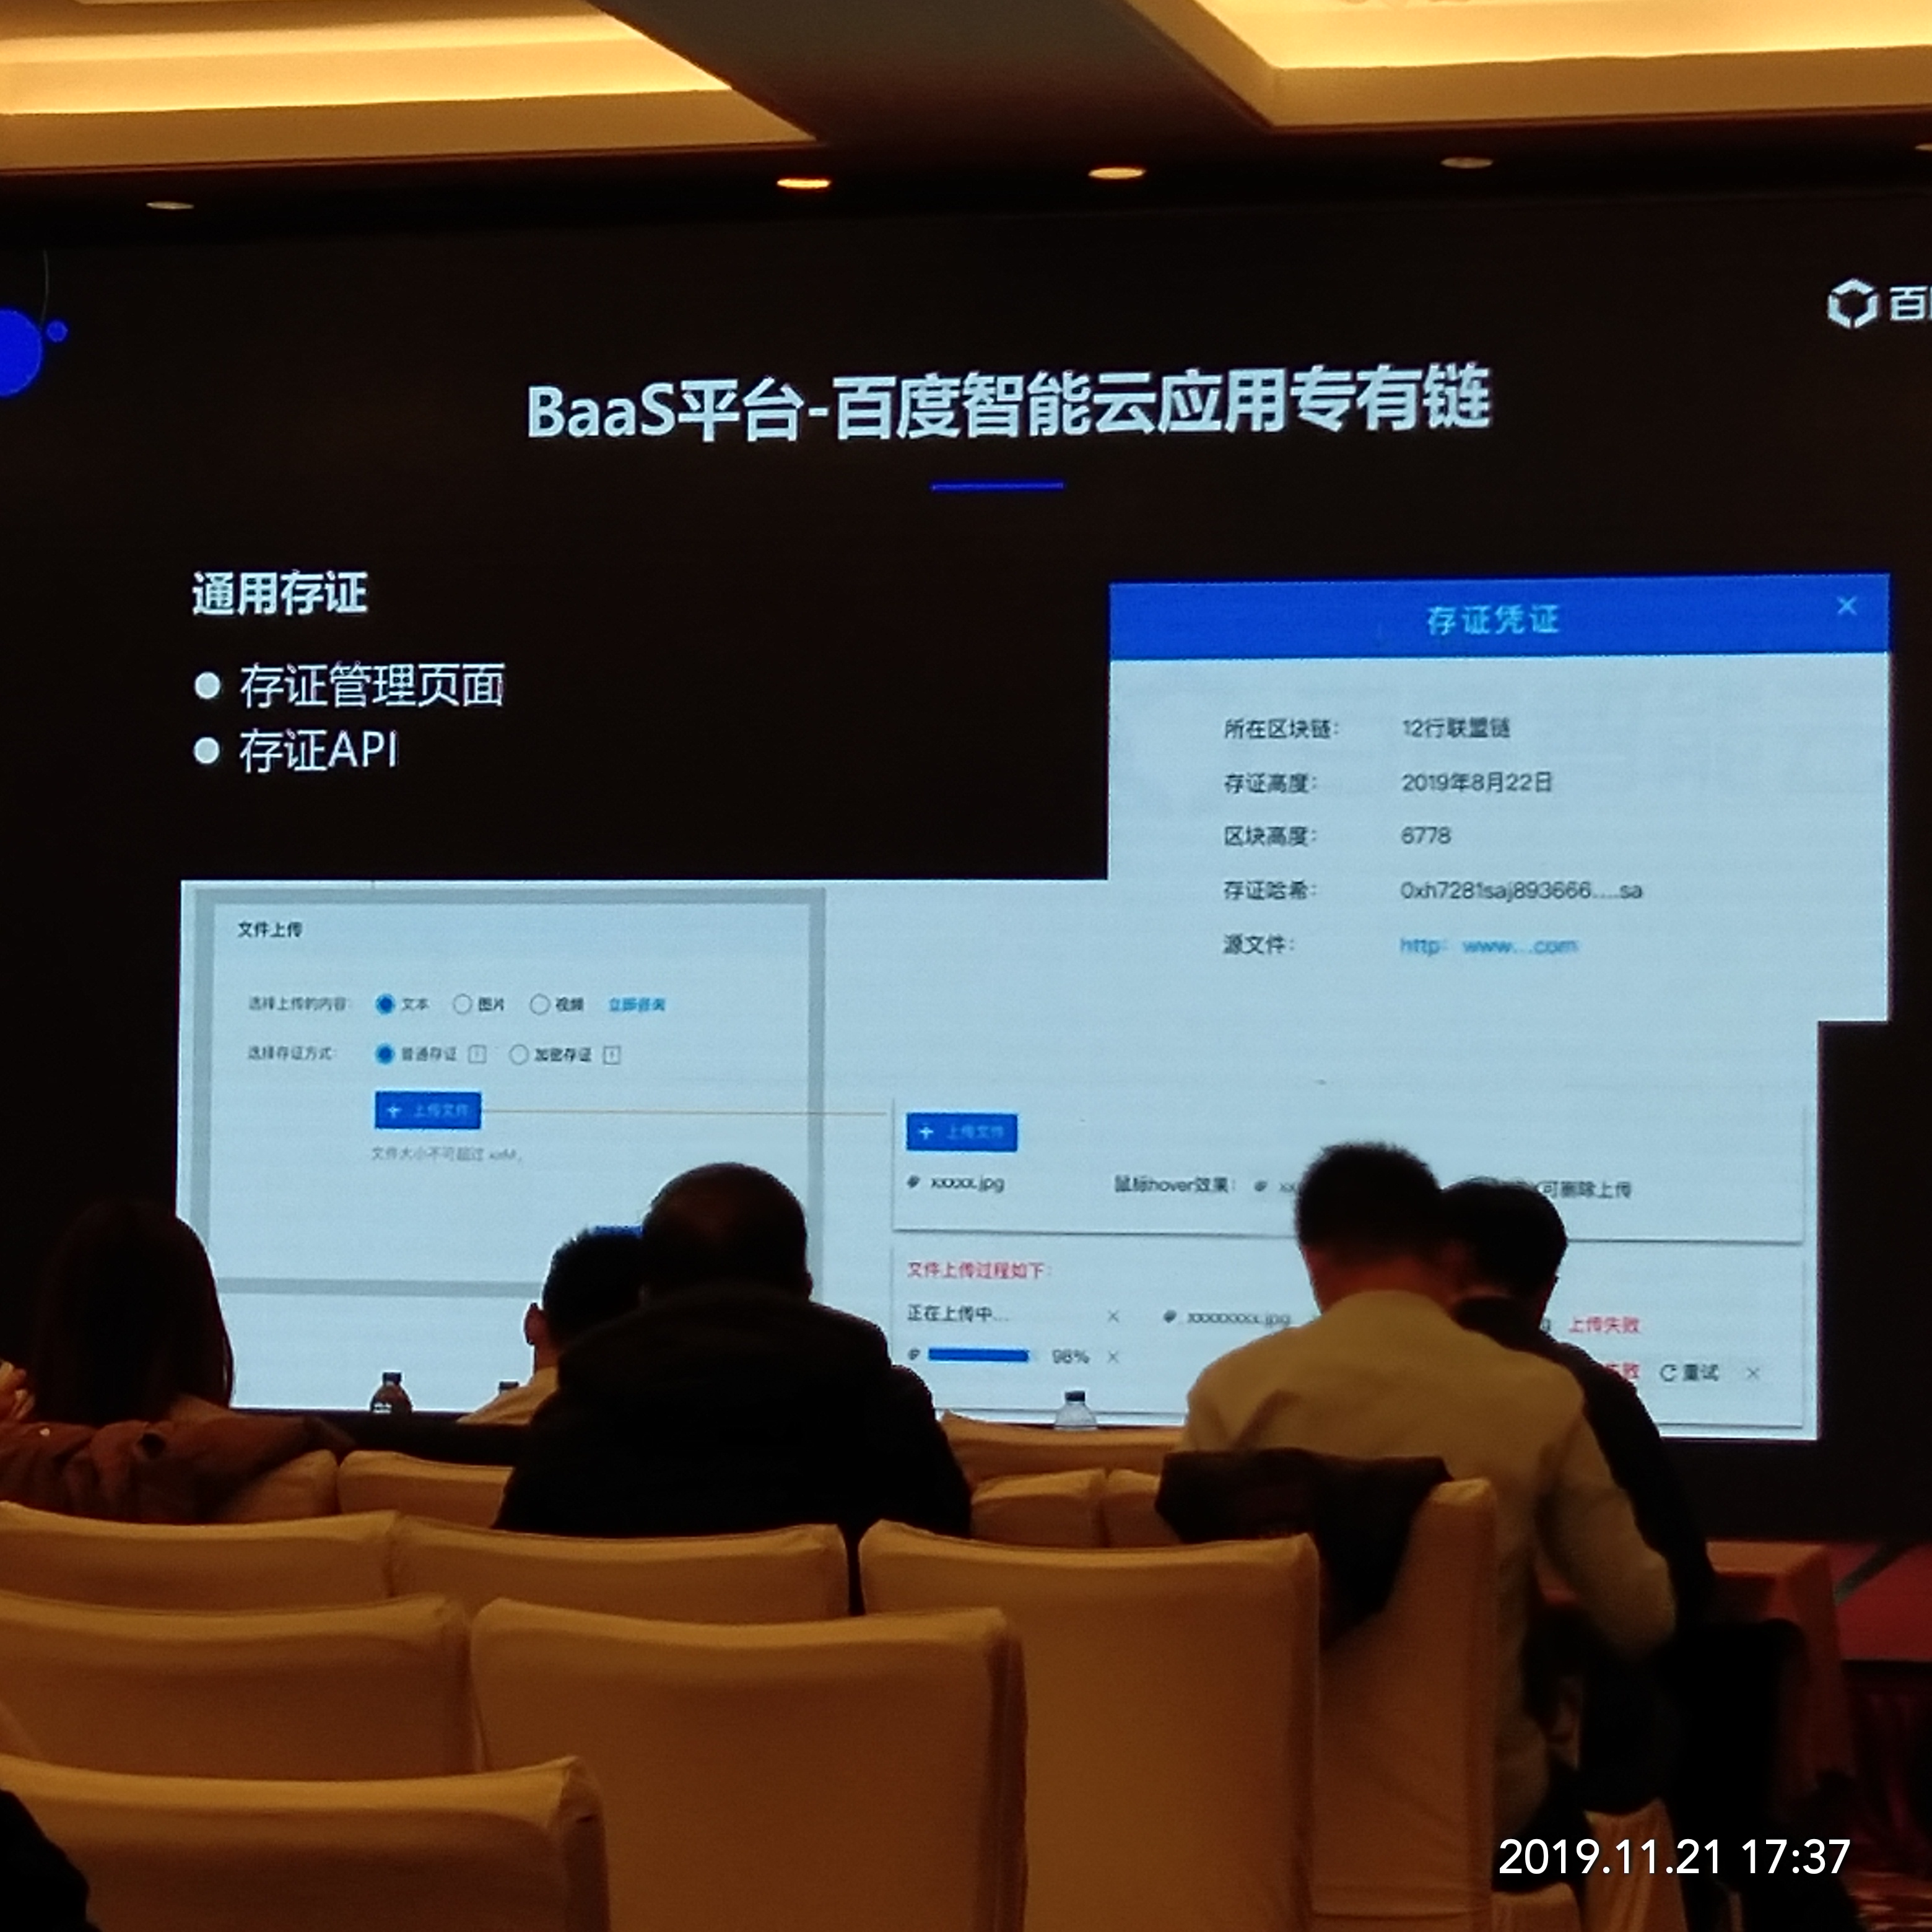 百
BaaS平台-百度智能云应用专有链
通用存证
● 存证管理页面
● 存证API
存证凭证 ×
所在区块链： 12行联盟链
存证高度： 2019年8月22日
区块高度： 6778
存证哈希： 0xh7281saj893666....sa
源文件： http: www...com
文件上传
选择上传的内容： 文本 图片 视频 立即咨询
选择存证方式： 普通存证 加密存证
+ 上传文件
文件大小不可超过 xxM。
+ 上传文件
xxxxx.jpg 鼠标hover效果： 可删除上传
文件上传过程如下：
正在上传中... × xxxxxxxx.jpg 上传失败
98% × 败 重试 ×
2019.11.21 17:37